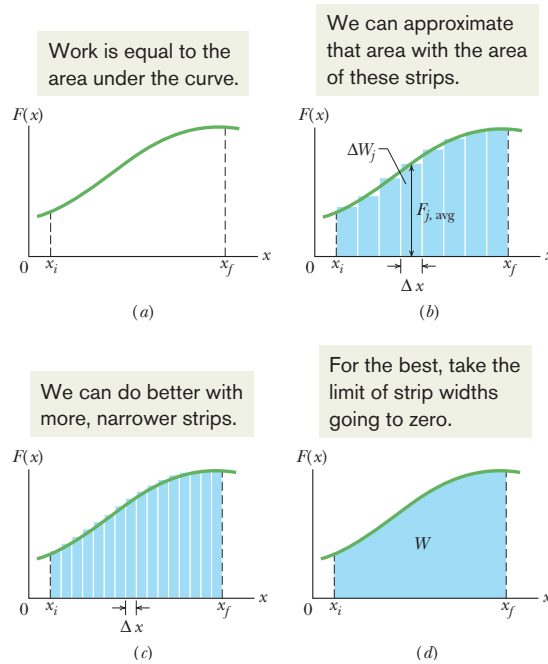 Work is equal to the
area under the curve.
F(x)
0
x_i
x_f
x
(a)
We can approximate
that area with the area
of these strips.
F(x)
ΔW_j
F_{j, avg}
0
x_i
x_f
x
Δx
(b)
We can do better with
more, narrower strips.
F(x)
0
x_i
x_f
x
Δx
(c)
For the best, take the
limit of strip widths
going to zero.
F(x)
W
0
x_i
x_f
x
(d)